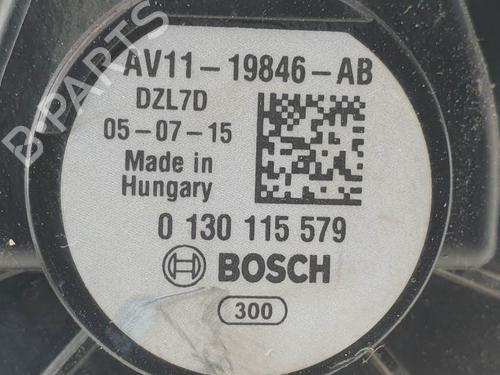 AV11-19846-AB
DZL7D
05-07-15
Made in
Hungary
0 130 115 579
BOSCH
300
B PARTS